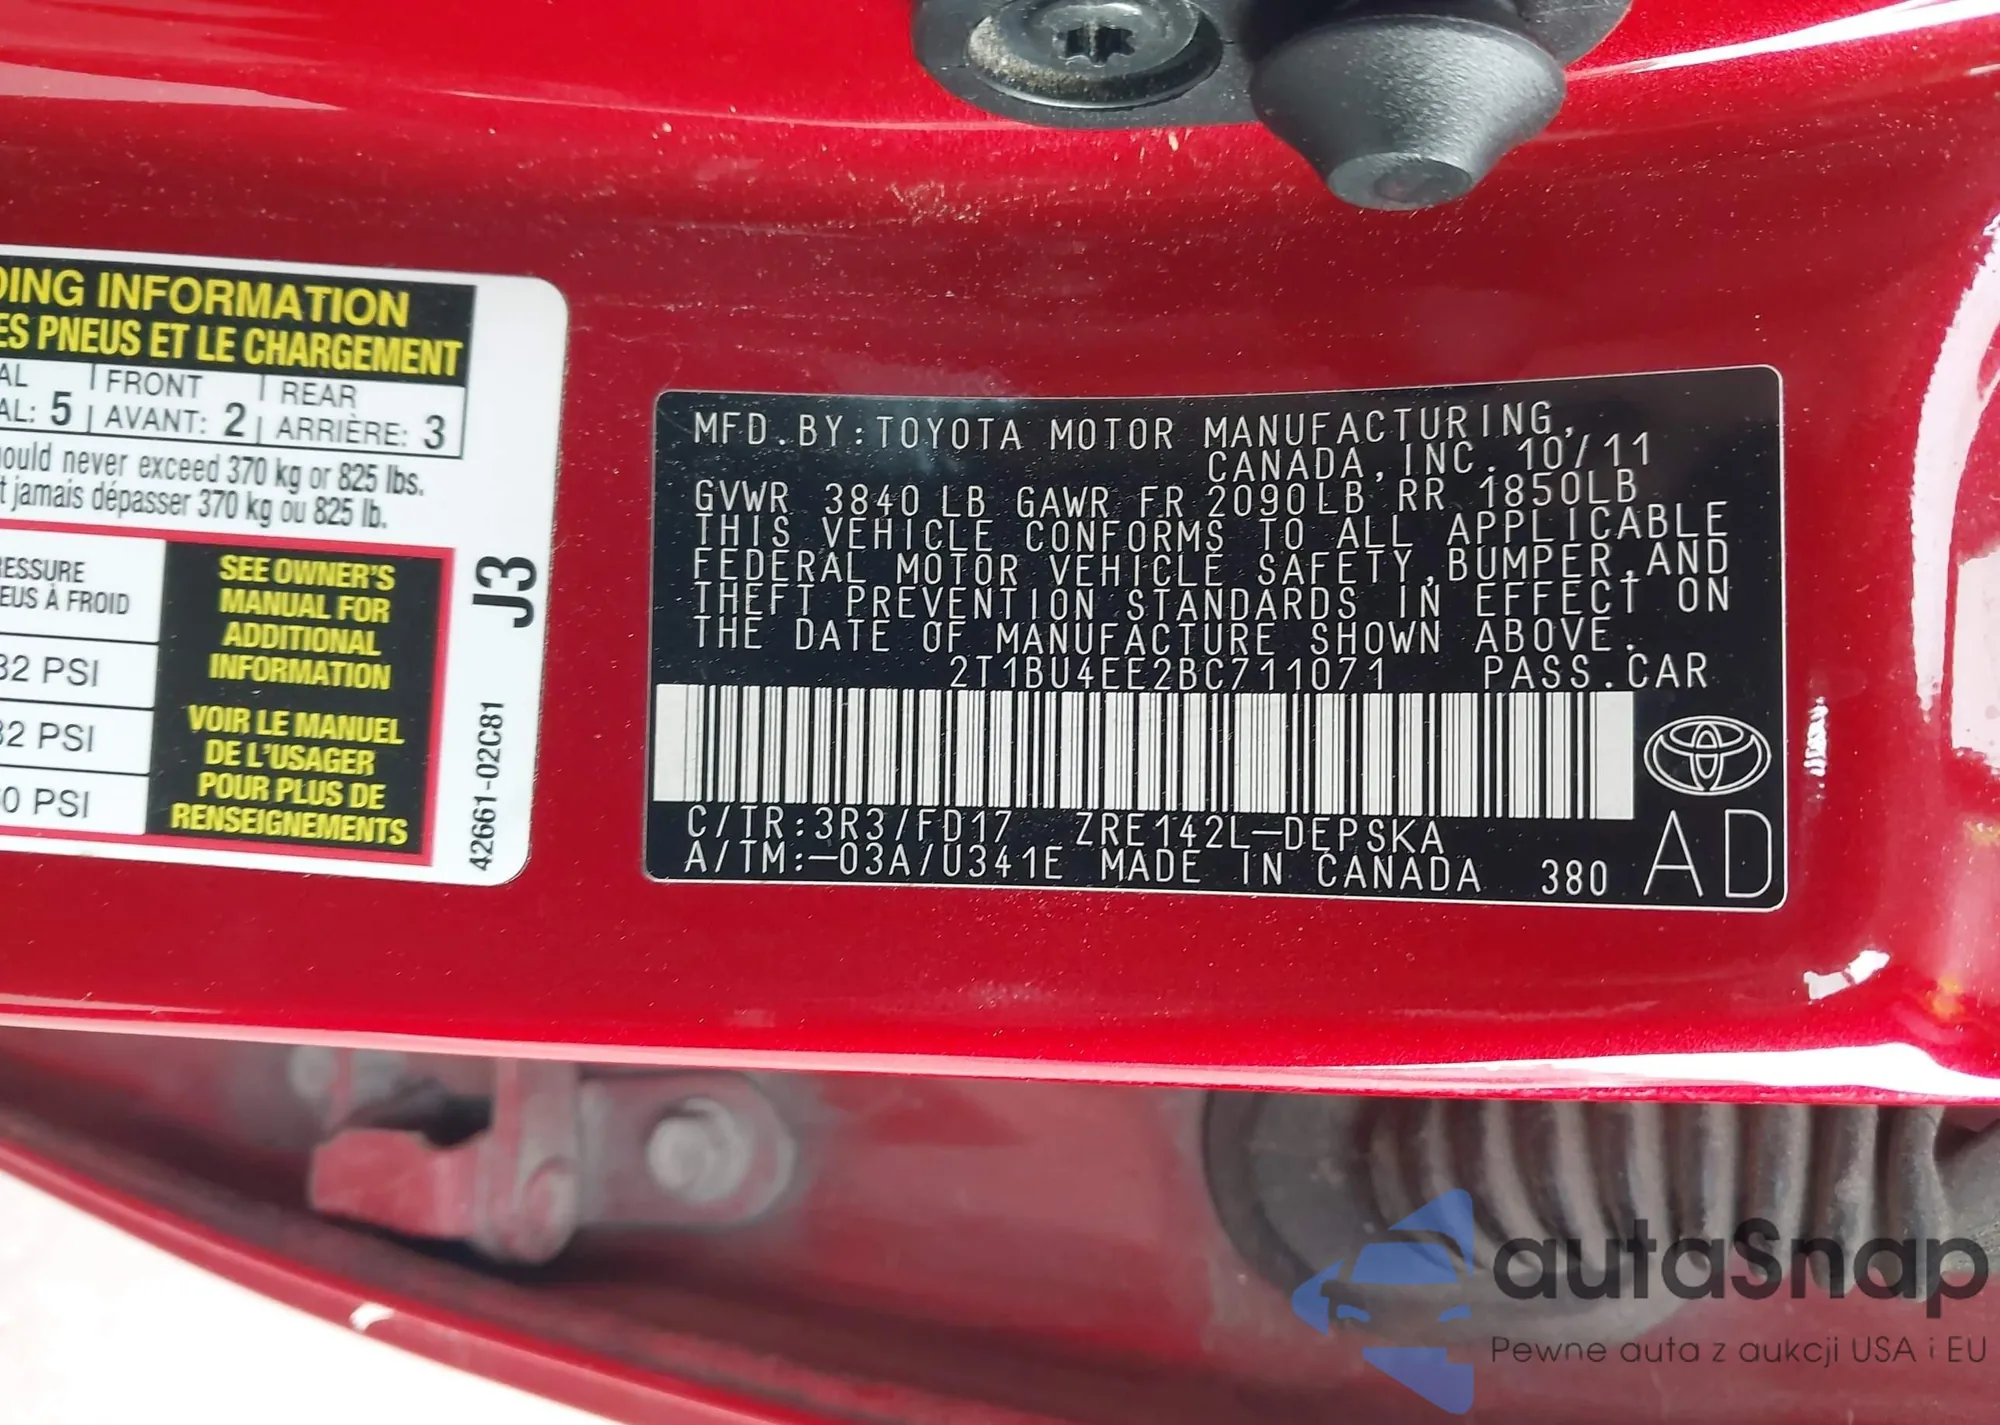 DING INFORMATION
ES PNEUS ET LE CHARGEMENT
AL FRONT REAR
AL: 5 AVANT: 2 ARRIÈRE: 3
ould never exceed 370 kg or 825 lbs.
t jamais dépasser 370 kg ou 825 lb.
RESSURE
EUS À FROID
32 PSI
32 PSI
60 PSI
SEE OWNER'S
MANUAL FOR
ADDITIONAL
INFORMATION
VOIR LE MANUEL
DE L'USAGER
POUR PLUS DE
RENSEIGNEMENTS
J3
42661-02C81
MFD.BY:TOYOTA MOTOR MANUFACTURING,
CANADA,INC. 10/11
GVWR 3840 LB GAWR FR 2090LB RR 1850LB
THIS VEHICLE CONFORMS TO ALL APPLICABLE
FEDERAL MOTOR VEHICLE SAFETY,BUMPER,AND
THEFT PREVENTION STANDARDS IN EFFECT ON
THE DATE OF MANUFACTURE SHOWN ABOVE.
2T1BU4EE2BC711071 PASS.CAR
C/TR:3R3/FD17 ZRE142L-DEPSKA
A/TM:-03A/U341E MADE IN CANADA 380
AD
autaSnap
Pewne auta z aukcji USA i EU